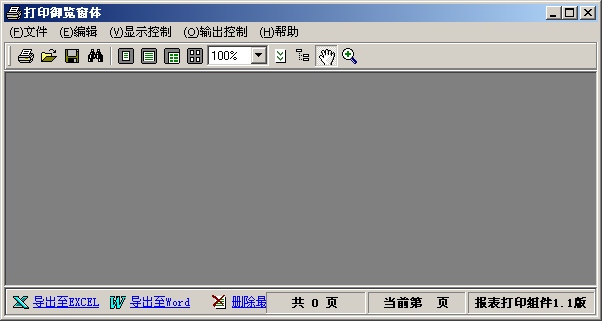 打印御览窗体
(F)文件 (E)编辑 (V)显示控制 (O)输出控制 (H)帮助
100%
导出至EXCEL 导出至Word 删除最 共 0 页 当前第 页 报表打印组件1.1版